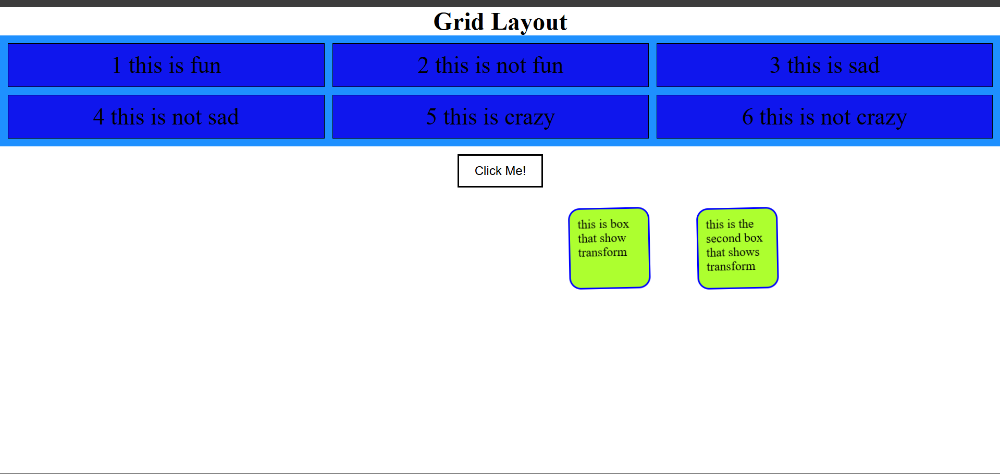 Grid Layout
1 this is fun
2 this is not fun
3 this is sad
4 this is not sad
5 this is crazy
6 this is not crazy
Click Me!
this is box
that show
transform
this is the
second box
that shows
transform